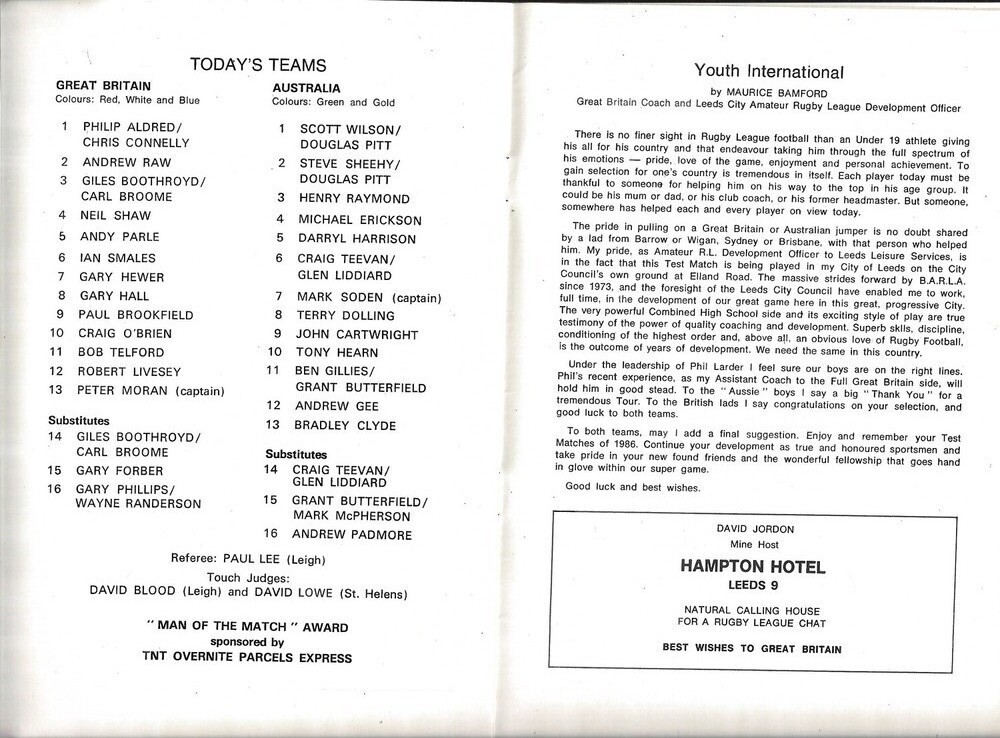 TODAY'S TEAMS
GREAT BRITAIN
Colours: Red, White and Blue
1 PHILIP ALDRED/
CHRIS CONNELLY
2 ANDREW RAW
3 GILES BOOTHROYD/
CARL BROOME
4 NEIL SHAW
5 ANDY PARLE
6 IAN SMALES
7 GARY HEWER
8 GARY HALL
9 PAUL BROOKFIELD
10 CRAIG O'BRIEN
11 BOB TELFORD
12 ROBERT LIVESEY
13 PETER MORAN (captain)
Substitutes
14 GILES BOOTHROYD/
CARL BROOME
15 GARY FORBER
16 GARY PHILLIPS/
WAYNE RANDERSON
AUSTRALIA
Colours: Green and Gold
1 SCOTT WILSON/
DOUGLAS PITT
2 STEVE SHEEHY/
DOUGLAS PITT
3 HENRY RAYMOND
4 MICHAEL ERICKSON
5 DARRYL HARRISON
6 CRAIG TEEVAN/
GLEN LIDDIARD
7 MARK SODEN (captain)
8 TERRY DOLLING
9 JOHN CARTWRIGHT
10 TONY HEARN
11 BEN GILLIES/
GRANT BUTTERFIELD
12 ANDREW GEE
13 BRADLEY CLYDE
Substitutes
14 CRAIG TEEVAN/
GLEN LIDDIARD
15 GRANT BUTTERFIELD/
MARK McPHERSON
16 ANDREW PADMORE
Referee: PAUL LEE (Leigh)
Touch Judges:
DAVID BLOOD (Leigh) and DAVID LOWE (St. Helens)
" MAN OF THE MATCH " AWARD
sponsored by
TNT OVERNITE PARCELS EXPRESS
Youth International
by MAURICE BAMFORD
Great Britain Coach and Leeds City Amateur Rugby League Development Officer
There is no finer sight in Rugby League football than an Under 19 athlete giving
his all for his country and that endeavour taking him through the full spectrum of
his emotions — pride, love of the game, enjoyment and personal achievement. To
gain selection for one's country is tremendous in itself. Each player today must be
thankful to someone for helping him on his way to the top in his age group. It
could be his mum or dad, or his club coach, or his former headmaster. But someone,
somewhere has helped each and every player on view today.
The pride in pulling on a Great Britain or Australian jumper is no doubt shared
by a lad from Barrow or Wigan, Sydney or Brisbane, with that person who helped
him. My pride, as Amateur R.L. Development Officer to Leeds Leisure Services, is
in the fact that this Test Match is being played in my City of Leeds on the City
Council's own ground at Elland Road. The massive strides forward by B.A.R.L.A.
since 1973, and the foresight of the Leeds City Council have enabled me to work,
full time, in the development of our great game here in this great, progressive City.
The very powerful Combined High School side and its exciting style of play are true
testimony of the power of quality coaching and development. Superb sklls, discipline,
conditioning of the highest order and, above all, an obvious love of Rugby Football,
is the outcome of years of development. We need the same in this country.
Under the leadership of Phil Larder I feel sure our boys are on the right lines.
Phil's recent experience, as my Assistant Coach to the Full Great Britain side, will
hold him in good stead. To the "Aussie" boys I say a big "Thank You" for a
tremendous Tour. To the British lads I say congratulations on your selection, and
good luck to both teams.
To both teams, may I add a final suggestion. Enjoy and remember your Test
Matches of 1986. Continue your development as true and honoured sportsmen and
take pride in your new found friends and the wonderful fellowship that goes hand
in glove within our super game.
Good luck and best wishes.
DAVID JORDON
Mine Host
HAMPTON HOTEL
LEEDS 9
NATURAL CALLING HOUSE
FOR A RUGBY LEAGUE CHAT
BEST WISHES TO GREAT BRITAIN